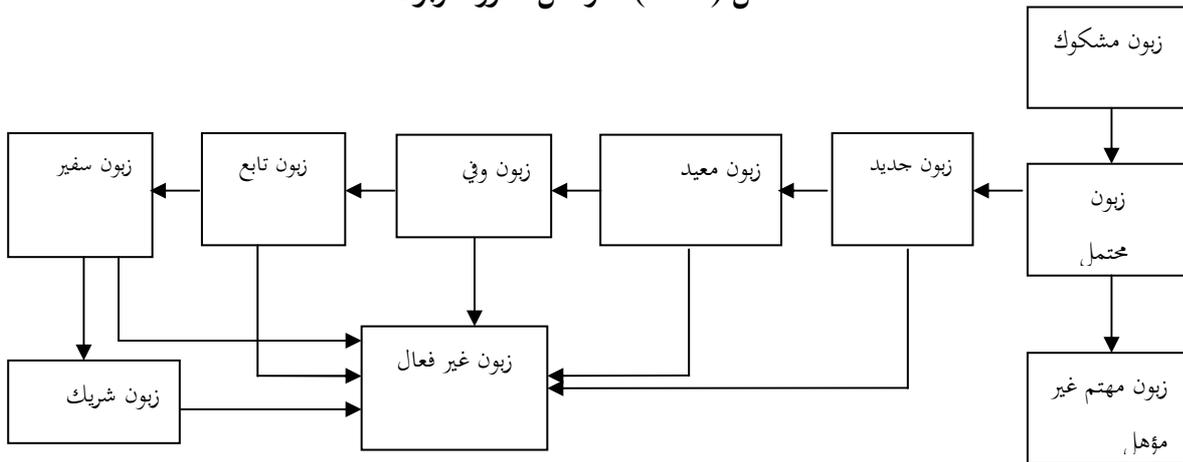 زبون مشكوك
زبون جديد
زبون معيد
زبون وفي
زبون تابع
زبون سفير
زبون
محتمل
زبون غير فعال
زبون شريك
زبون مهتم غير
مؤهل